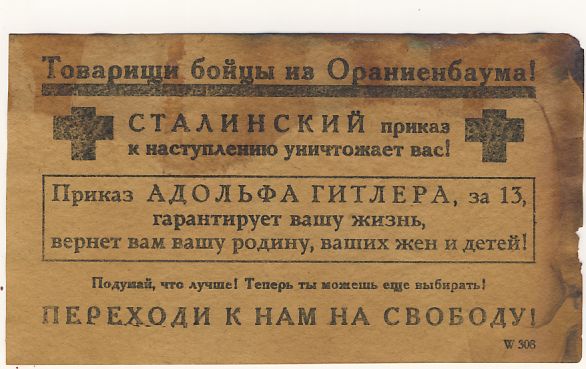 Товарищи бойцы из Ораниенбаума!
СТАЛИНСКИЙ приказ
к наступлению уничтожает вас!
Приказ АДОЛЬФА ГИТЛЕРА, за 13,
гарантирует вашу жизнь,
вернет вам вашу родину, ваших жен и детей!
Подумай, что лучше! Теперь ты можешь еще выбирать!
ПЕРЕХОДИ К НАМ НА СВОБОДУ!
W 306